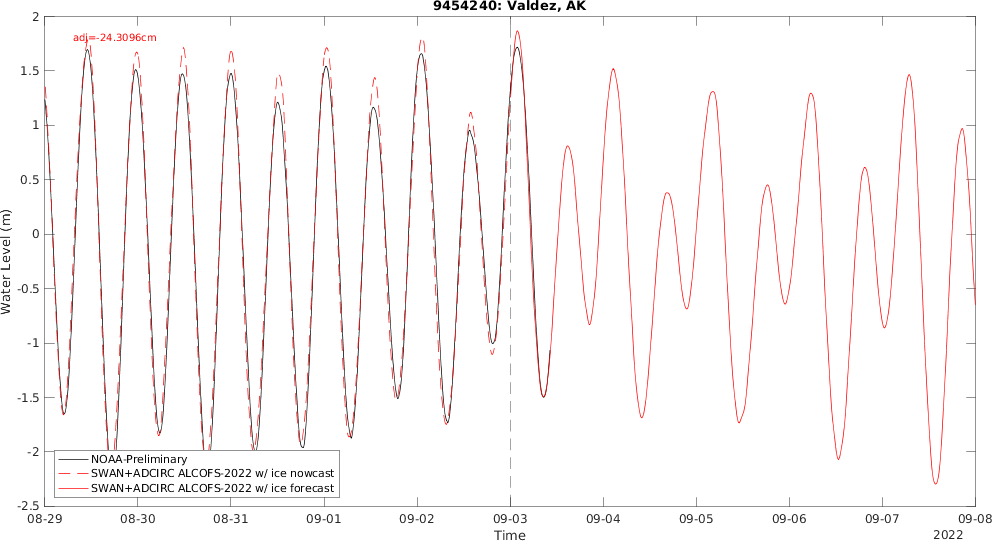 9454240: Valdez, AK
adj=-24.3096cm
2
1.5
1
0.5
0
-0.5
-1
-1.5
-2
-2.5
Water Level (m)
NOAA-Preliminary
SWAN+ADCIRC ALCOFS-2022 w/ ice nowcast
SWAN+ADCIRC ALCOFS-2022 w/ ice forecast
08-29 08-30 08-31 09-01 09-02 09-03 09-04 09-05 09-06 09-07 09-08
Time
2022